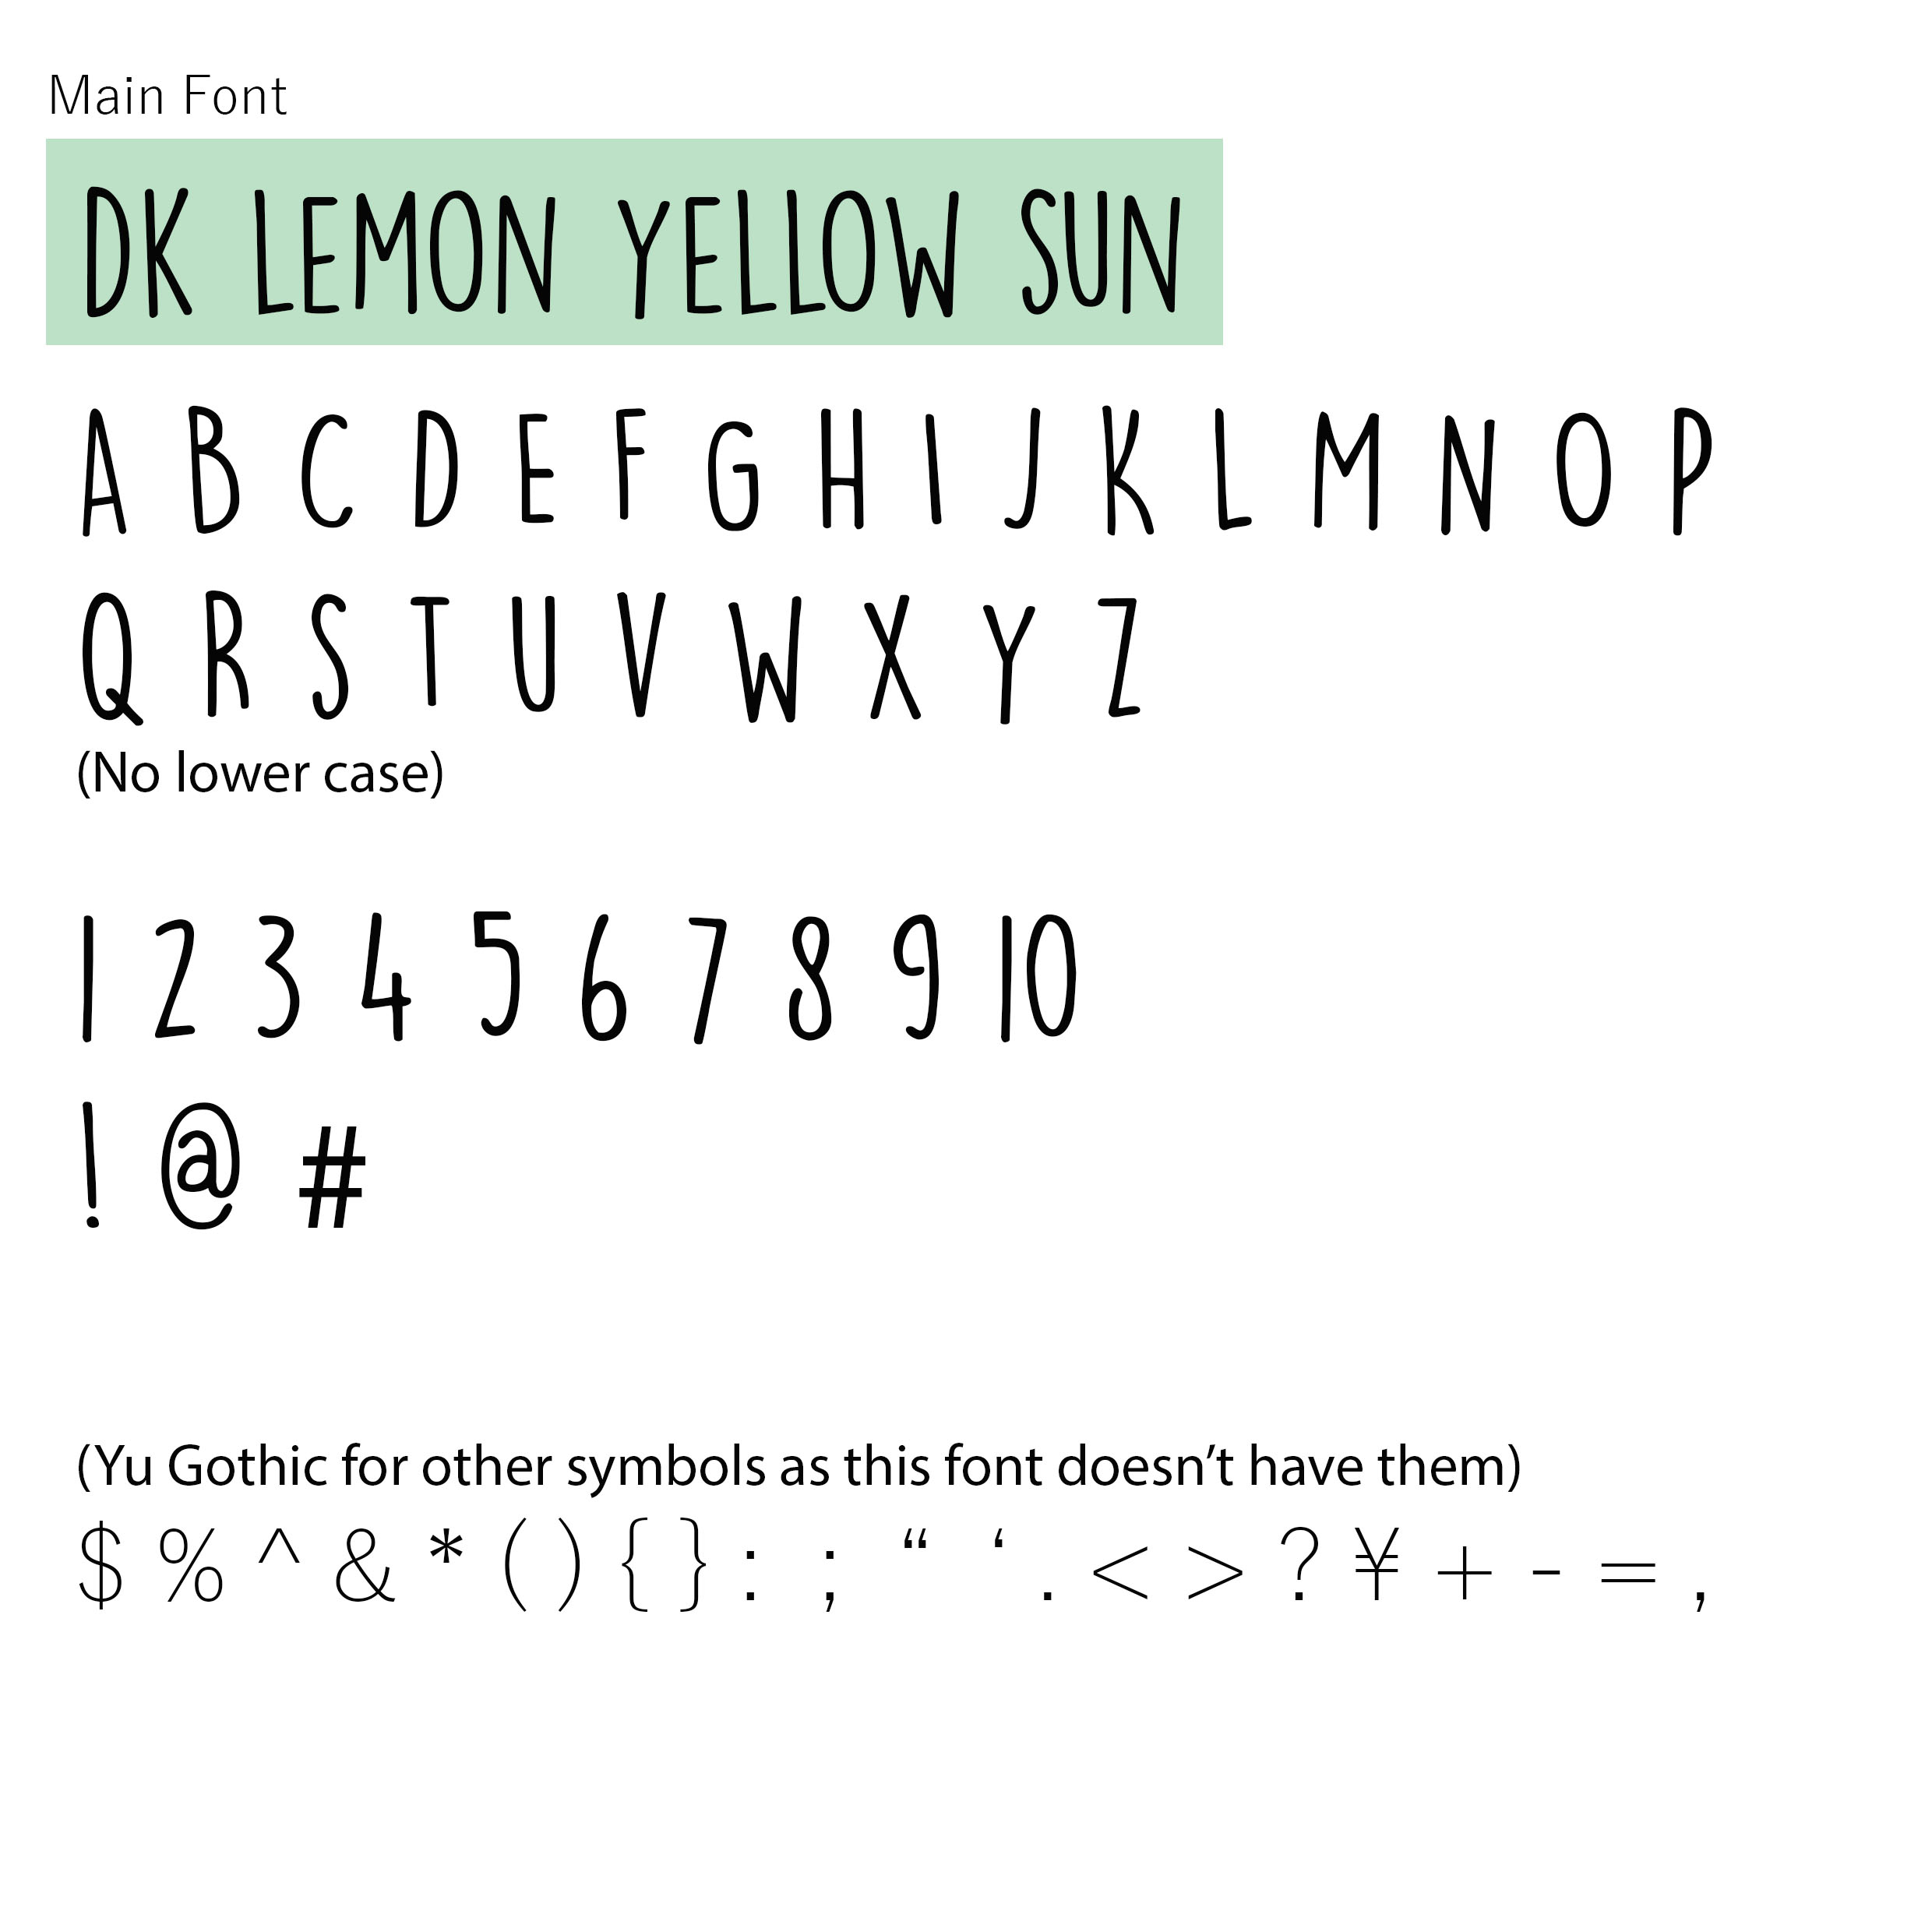 Main Font
DK LEMON YELLOW SUN
A B C D E F G H I J K L M N O P
Q R S T U V W X Y Z
(No lower case)
1 2 3 4 5 6 7 8 9 10
! @ #
(Yu Gothic for other symbols as this font doesn’t have them)
$ % ^ & * ( ) { } : ; “ ‘ . < > ? ¥ + - = ,